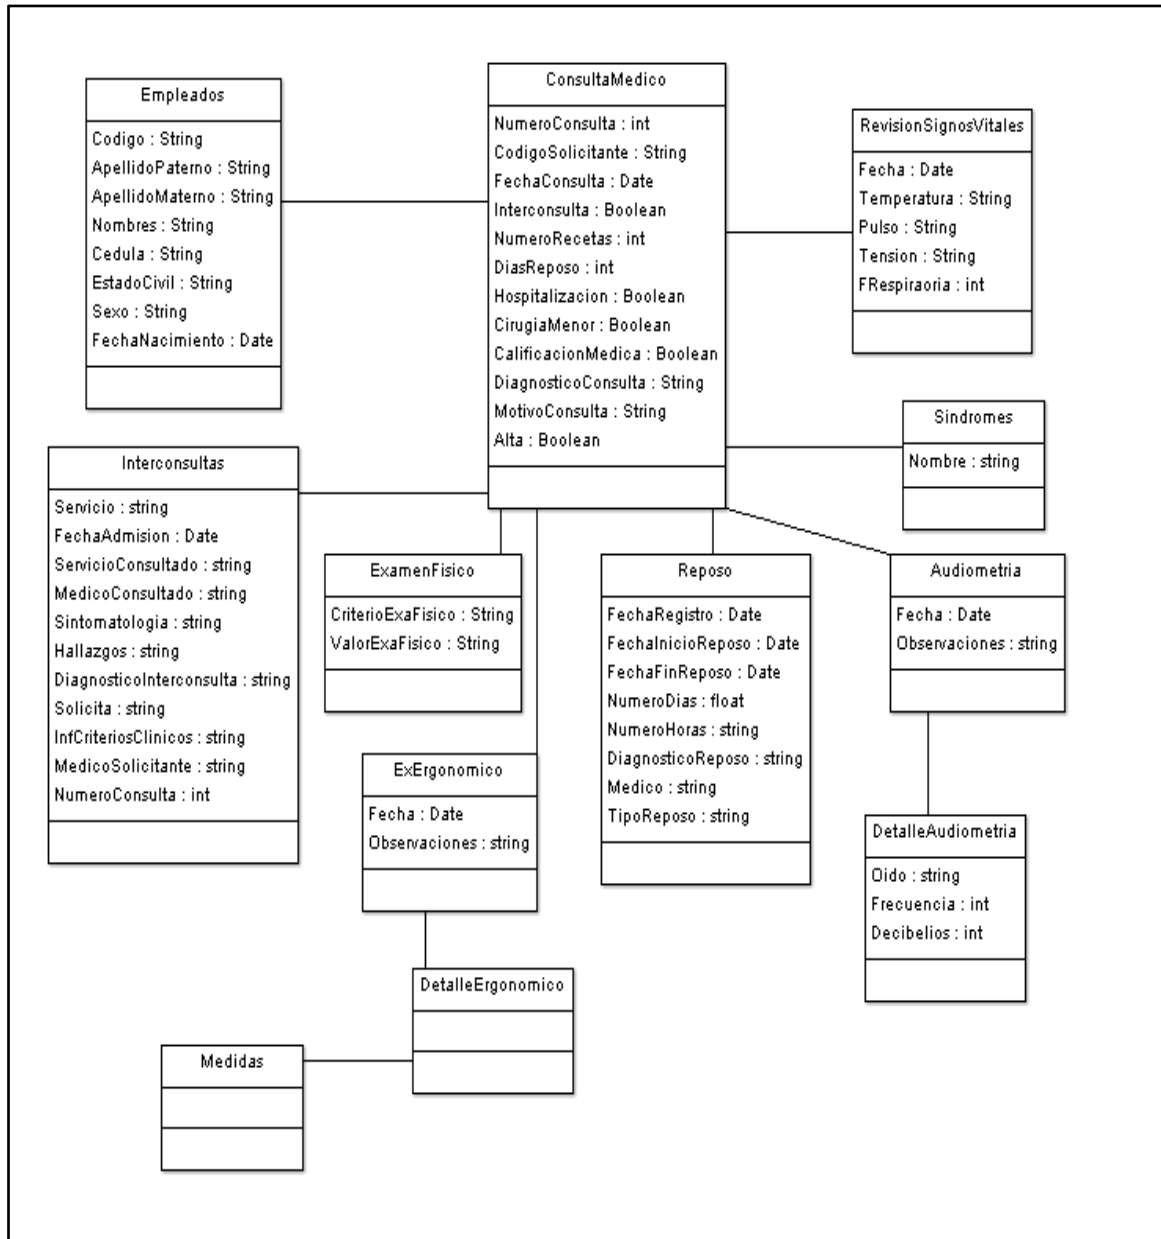 Empleados
Codigo : String
ApellidoPaterno : String
ApellidoMaterno : String
Nombres : String
Cedula : String
EstadoCivil : String
Sexo : String
FechaNacimiento : Date
ConsultaMedico
NumeroConsulta : int
CodigoSolicitante : String
FechaConsulta : Date
Interconsulta : Boolean
NumeroRecetas : int
DiasReposo : int
Hospitalizacion : Boolean
CirugiaMenor : Boolean
CalificacionMedica : Boolean
DiagnosticoConsulta : String
MotivoConsulta : String
Alta : Boolean
RevisionSignosVitales
Fecha : Date
Temperatura : String
Pulso : String
Tension : String
FRespiraoria : int
Sindromes
Nombre : string
Interconsultas
Servicio : string
FechaAdmision : Date
ServicioConsultado : string
MedicoConsultado : string
Sintomatologia : string
Hallazgos : string
DiagnosticoInterconsulta : string
Solicita : string
InfCriteriosClinicos : string
MedicoSolicitante : string
NumeroConsulta : int
ExamenFisico
CriterioExaFisico : String
ValorExaFisico : String
Reposo
FechaRegistro : Date
FechaInicioReposo : Date
FechaFinReposo : Date
NumeroDias : float
NumeroHoras : string
DiagnosticoReposo : string
Medico : string
TipoReposo : string
Audiometria
Fecha : Date
Observaciones : string
ExErgonomico
Fecha : Date
Observaciones : string
DetalleAudiometria
Oido : string
Frecuencia : int
Decibelios : int
DetalleErgonomico
Medidas